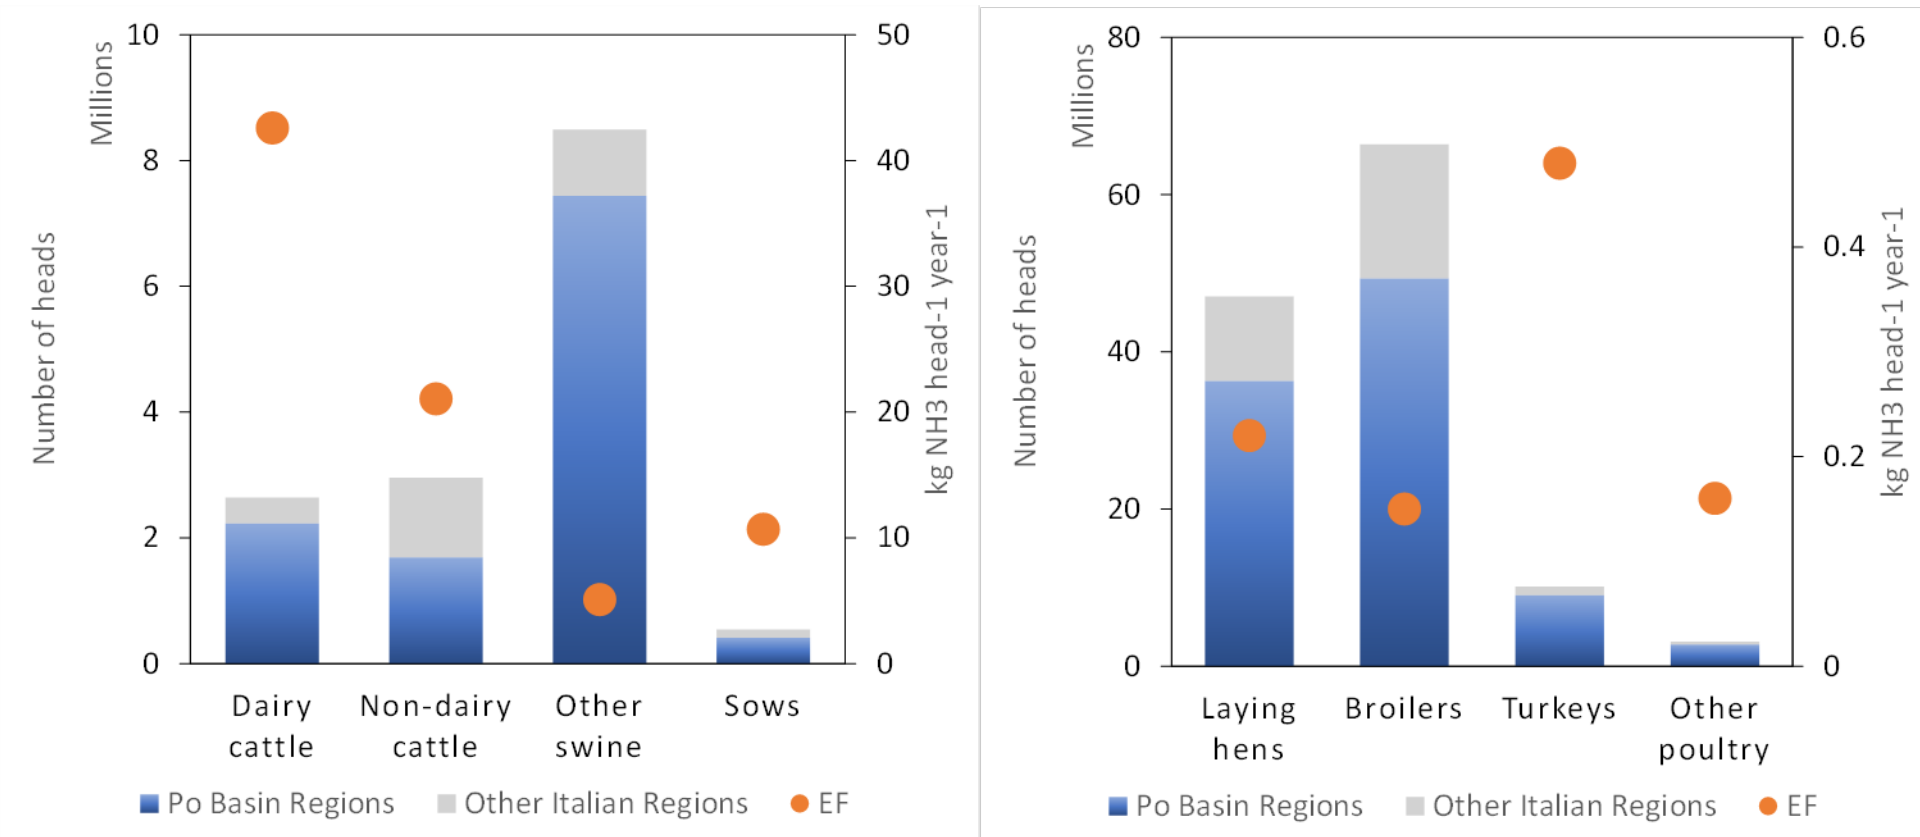 Millions
Number of heads
10
8
6
4
2
0
50
40
30
20
10
0
kg NH3 head-1 year-1
Dairy cattle
Non-dairy cattle
Other swine
Sows
Po Basin Regions
Other Italian Regions
EF
Millions
Number of heads
80
60
40
20
0
0.6
0.4
0.2
0
kg NH3 head-1 year-1
Laying hens
Broilers
Turkeys
Other poultry
Po Basin Regions
Other Italian Regions
EF